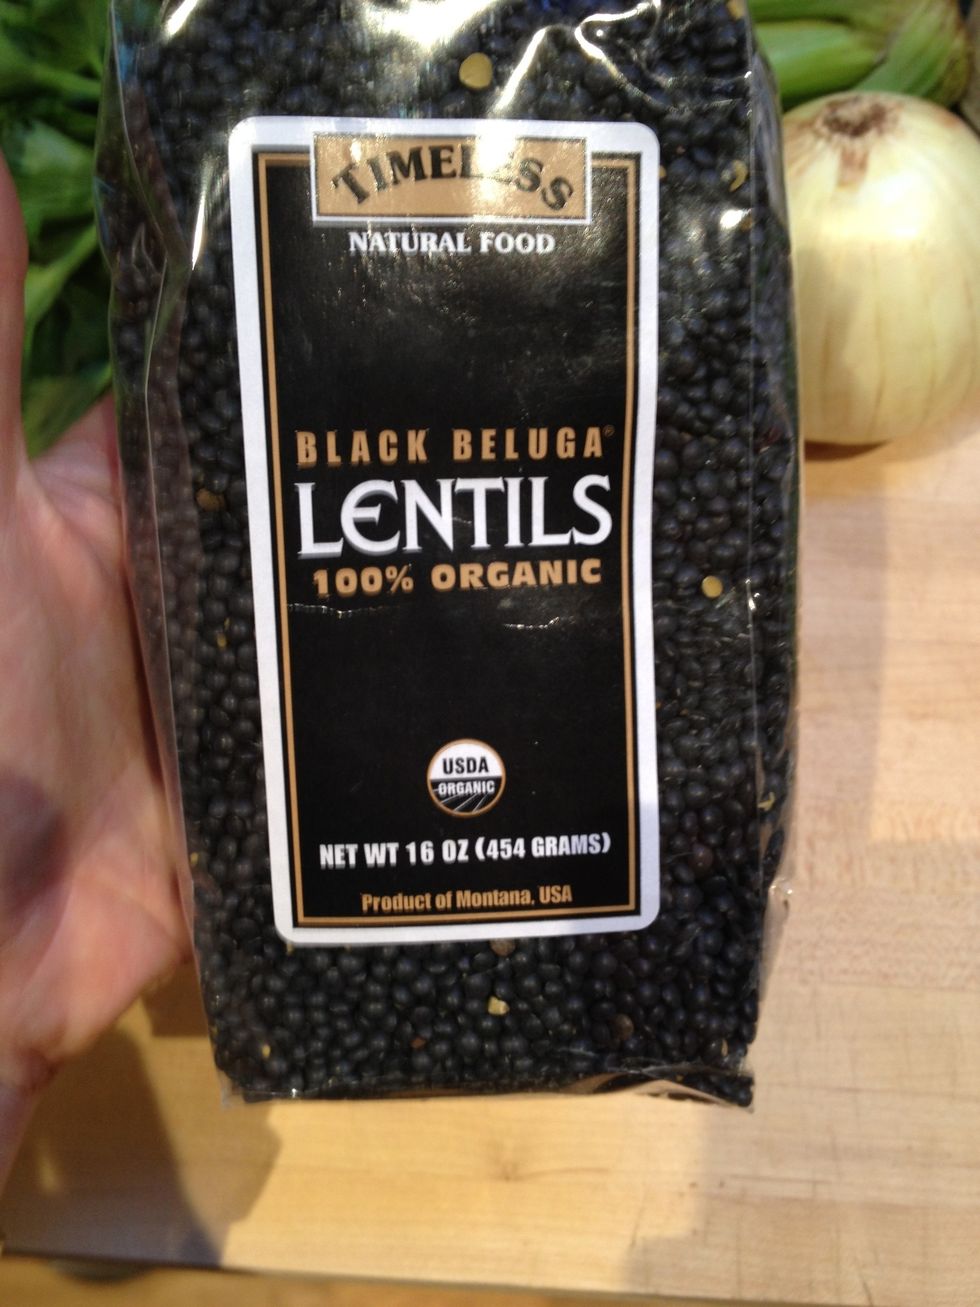 TIMELESS
NATURAL FOOD
BLACK BELUGA®
LENTILS
100% ORGANIC
USDA
ORGANIC
NET WT 16 OZ (454 GRAMS)
Product of Montana, USA